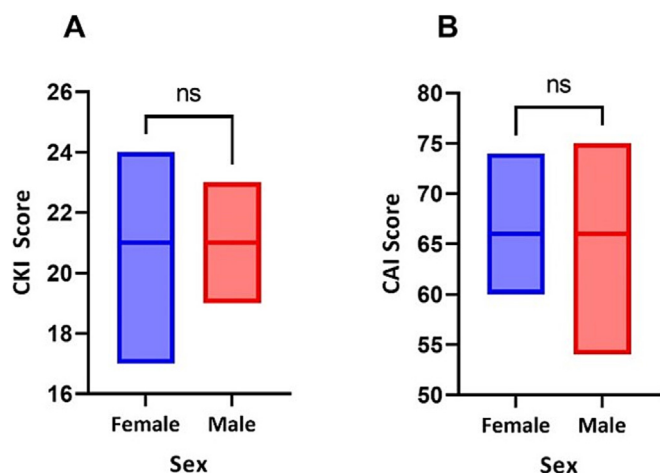 A
ns
26
24
22
20
18
16
CKI Score
Female Male
Sex
B
ns
80
75
70
65
60
55
50
CAI Score
Female Male
Sex